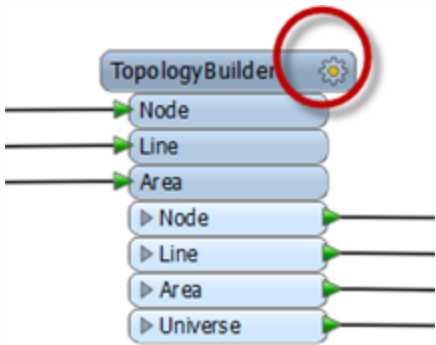 TopologyBuilder
Node
Line
Area
Node
Line
Area
Universe